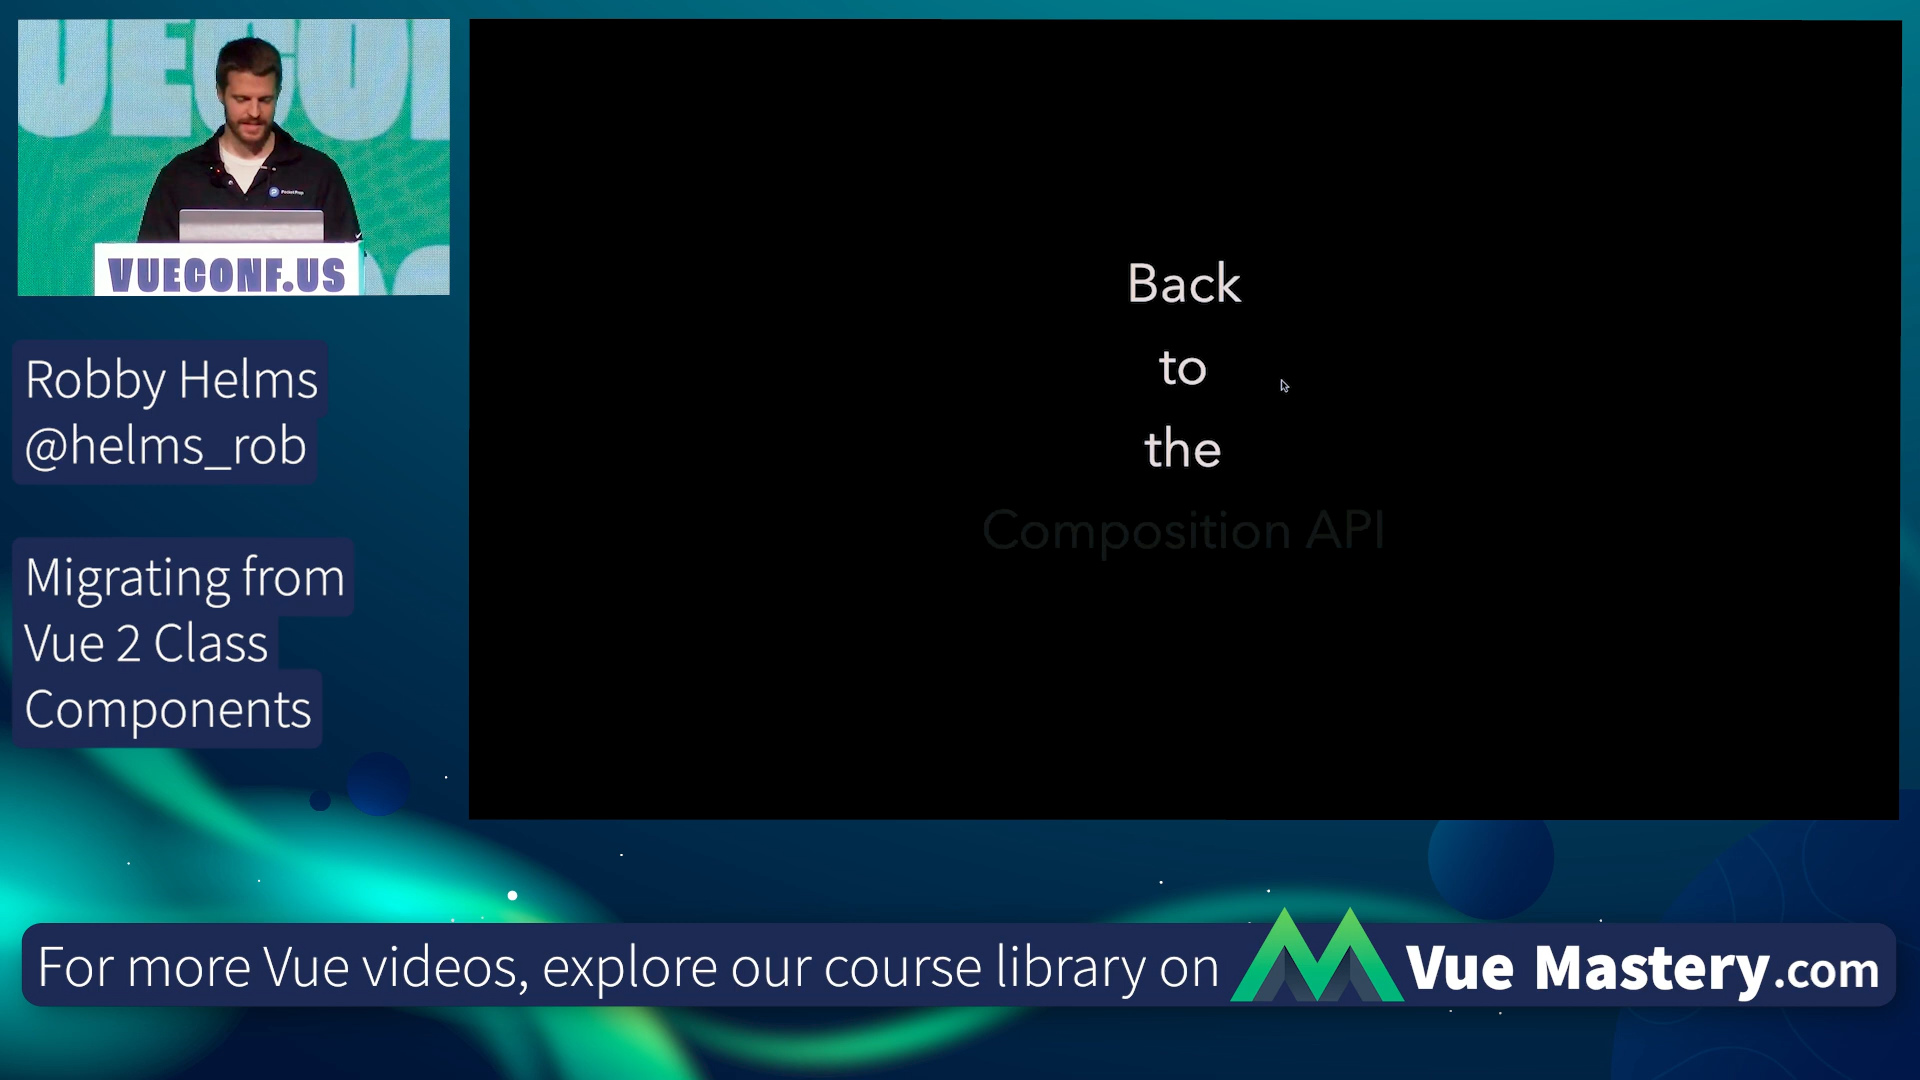 UECON
VUECONF.US
Robby Helms
@helms_rob
Migrating from
Vue 2 Class
Components
Back
to
the
Composition API
For more Vue videos, explore our course library on Vue Mastery.com